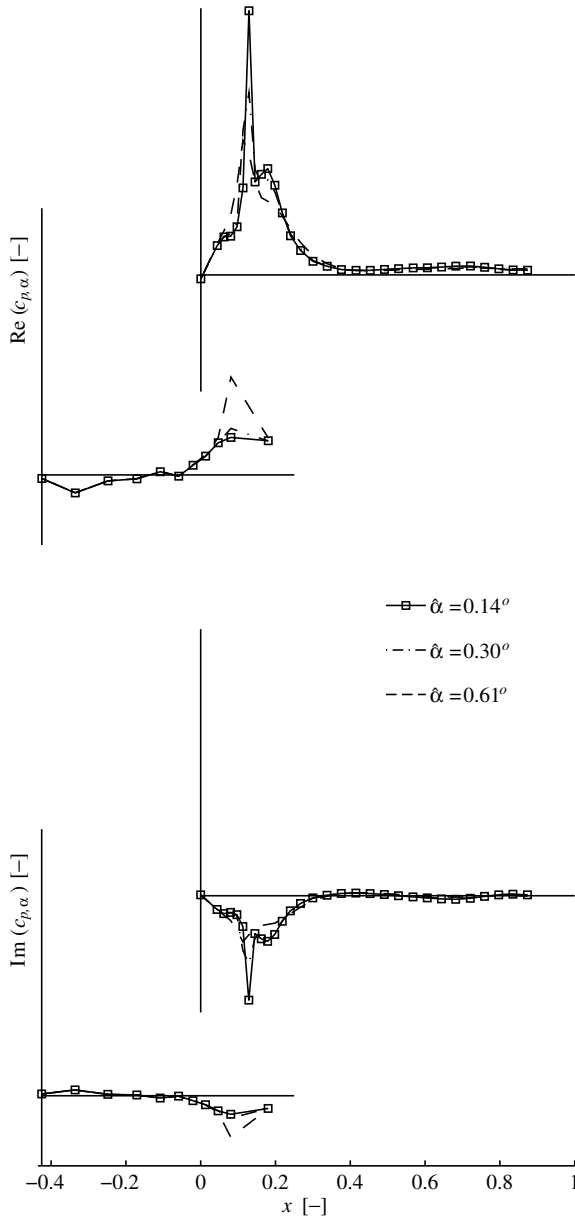 Re (c_{p,α}) [–]
α̂ =0.14°
α̂ =0.30°
α̂ =0.61°
Im (c_{p,α}) [–]
−0.4 −0.2 0 0.2 0.4 0.6 0.8 1
x [–]